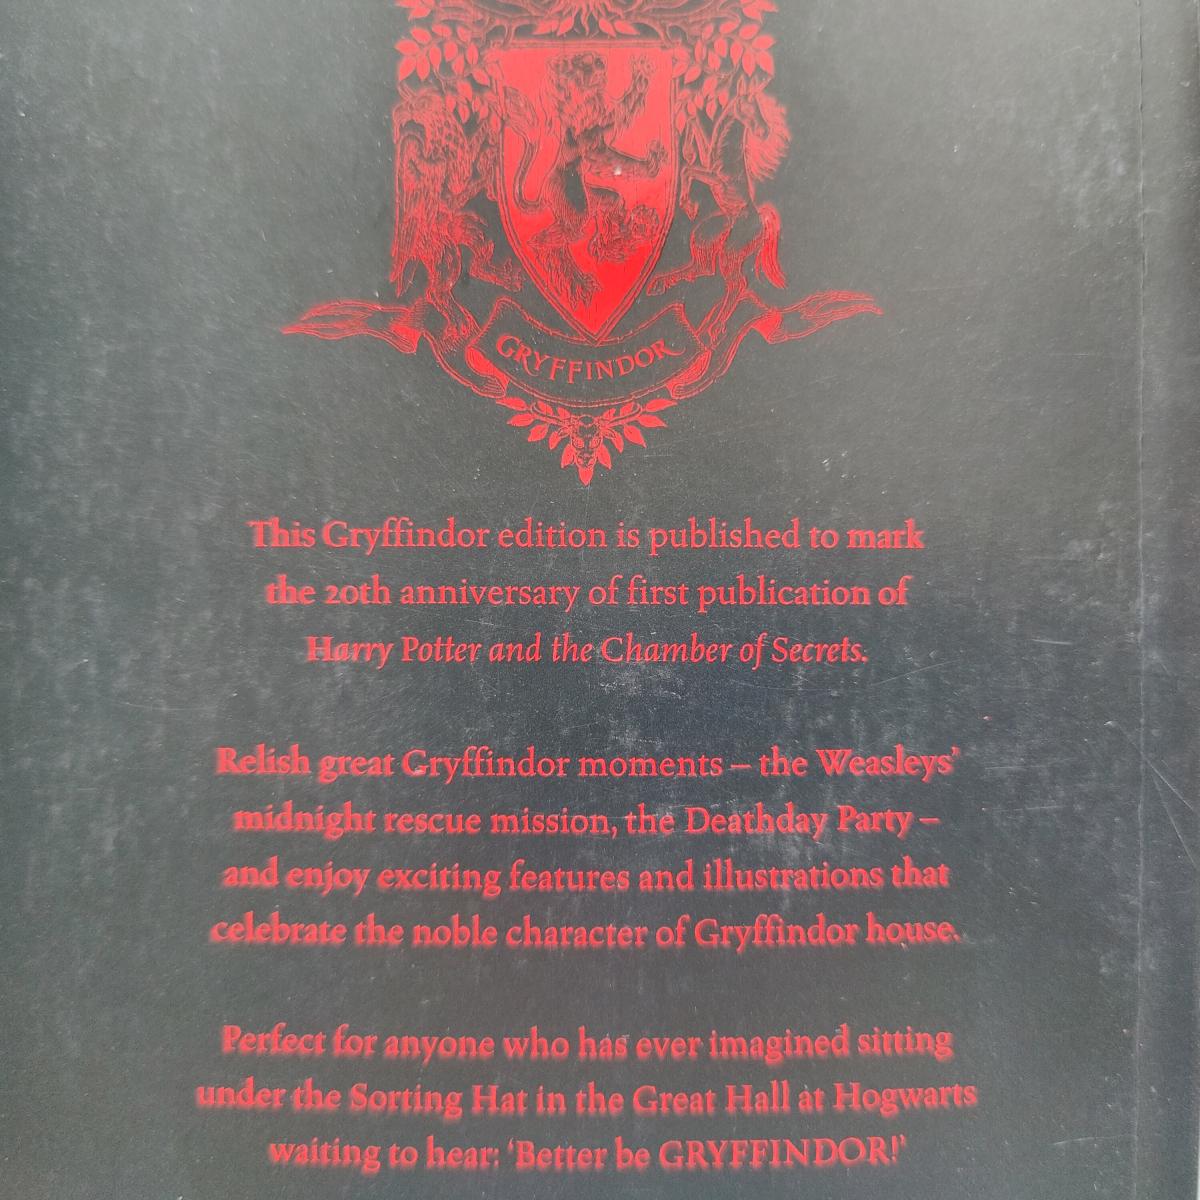 GRYFFINDOR
This Gryffindor edition is published to mark
the 20th anniversary of first publication of
Harry Potter and the Chamber of Secrets.
Relish great Gryffindor moments – the Weasleys’
midnight rescue mission, the Deathday Party –
and enjoy exciting features and illustrations that
celebrate the noble character of Gryffindor house.
Perfect for anyone who has ever imagined sitting
under the Sorting Hat in the Great Hall at Hogwarts
waiting to hear: ‘Better be GRYFFINDOR!’